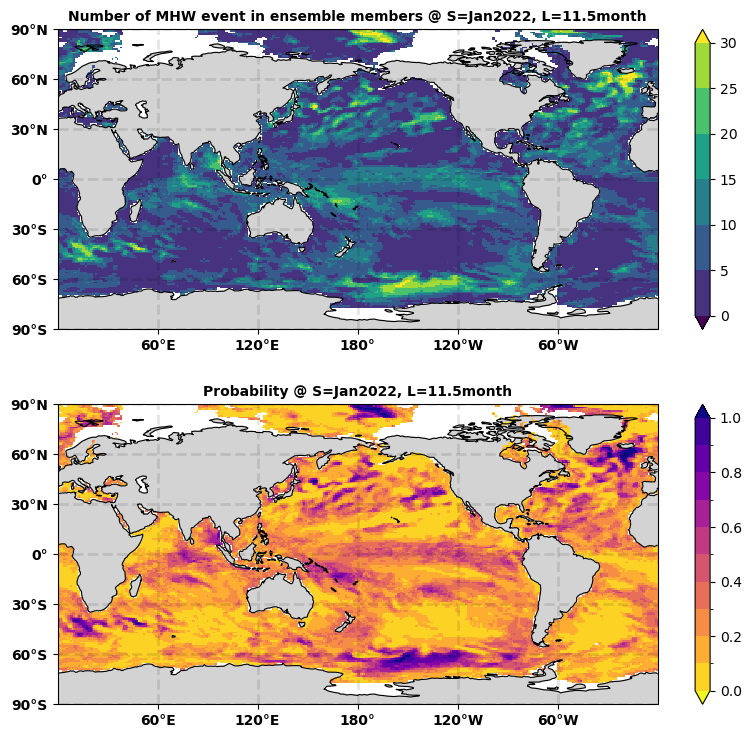 Number of MHW event in ensemble members @ S=Jan2022, L=11.5month
90°N
60°N
30°N
0°
30°S
60°S
90°S
60°E 120°E 180° 120°W 60°W
30
25
20
15
10
5
0
Probability @ S=Jan2022, L=11.5month
90°N
60°N
30°N
0°
30°S
60°S
90°S
60°E 120°E 180° 120°W 60°W
1.0
0.8
0.6
0.4
0.2
0.0